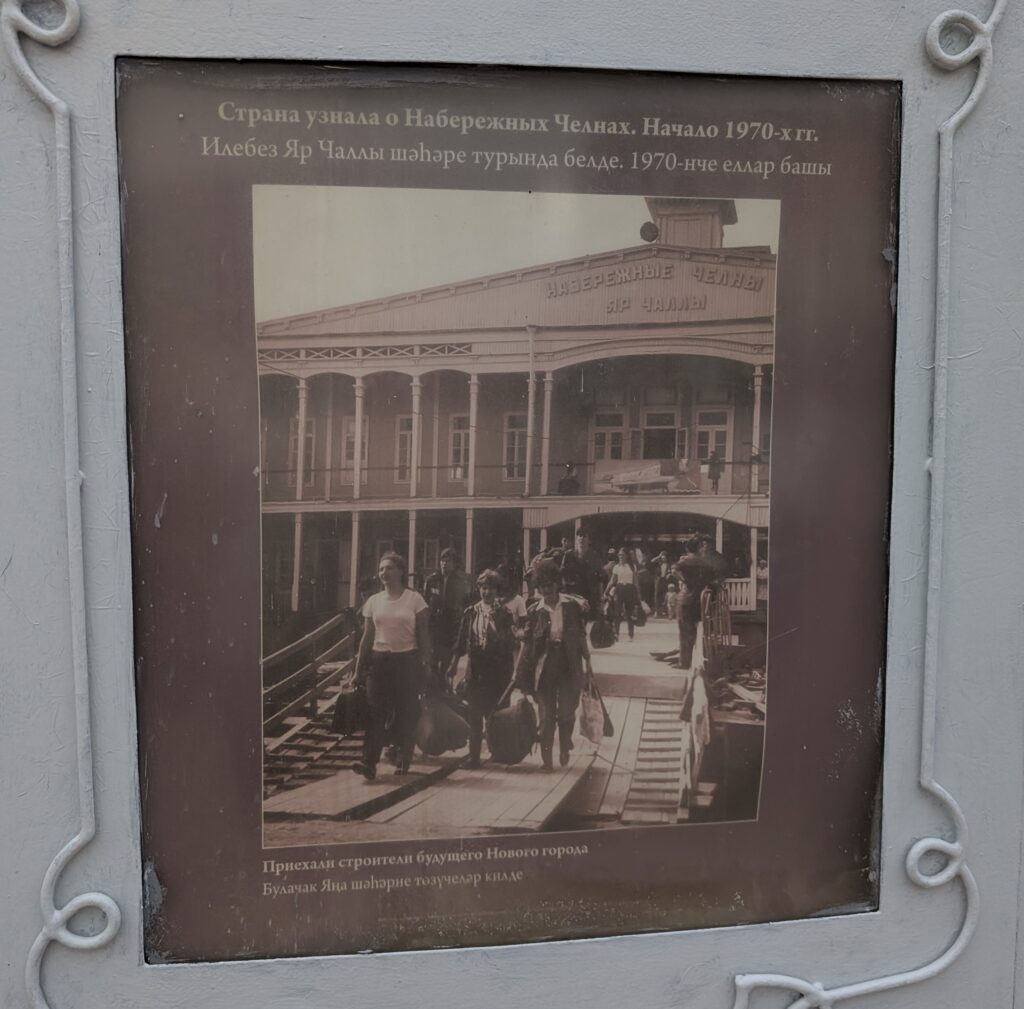 Страна узнала о Набережных Челнах. Начало 1970-х гг.
Илебез Яр Чаллы шәһәре турында белде. 1970-нче еллар башы
НАБЕРЕЖНЫЕ ЧЕЛНЫ
ЯР ЧАЛЛЫ
Приехали строители будущего Нового города
Булачак Яңа шәһәрне төзүчеләр килде